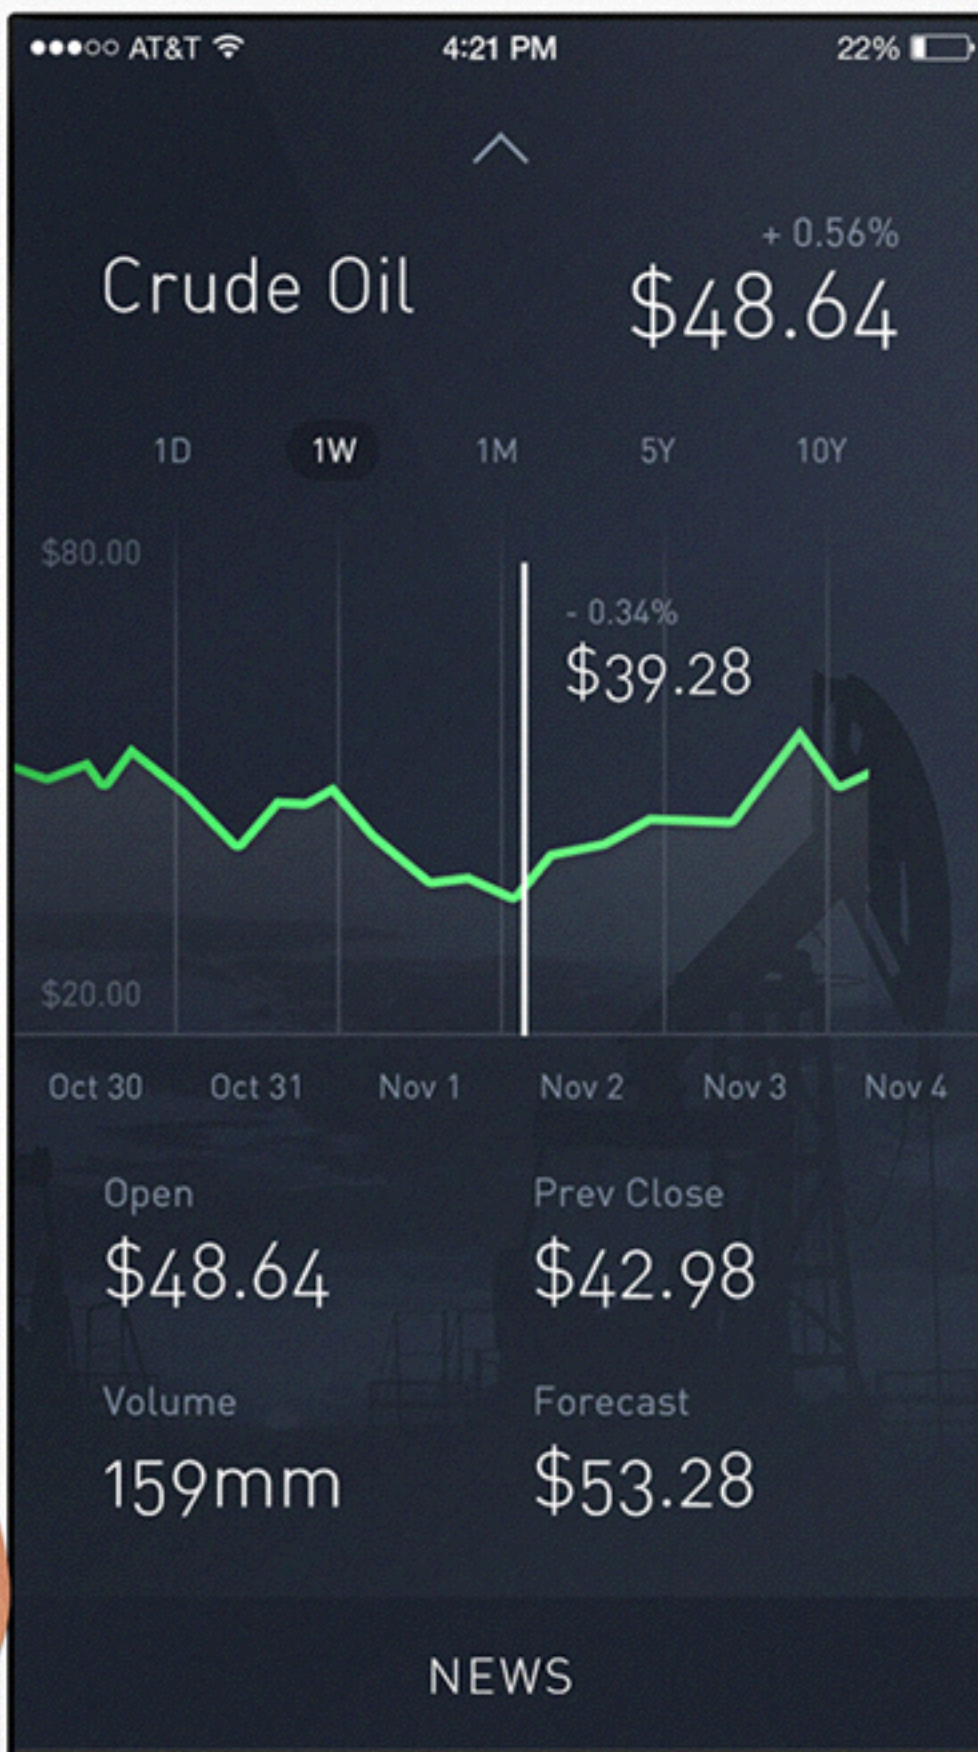 AT&T 4:21 PM 22%
+ 0.56%
Crude Oil $48.64
1D 1W 1M 5Y 10Y
$80.00
- 0.34%
$39.28
$20.00
Oct 30 Oct 31 Nov 1 Nov 2 Nov 3 Nov 4
Open Prev Close
$48.64 $42.98
Volume Forecast
159mm $53.28
NEWS